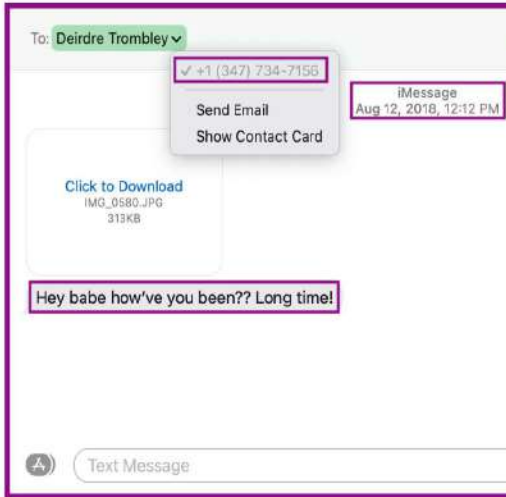 To: Deirdre Trombley
✓ +1 (347) 734-7156
Send Email
Show Contact Card
iMessage
Aug 12, 2018, 12:12 PM
Click to Download
IMG_0580.JPG
313KB
Hey babe how've you been?? Long time!
Text Message